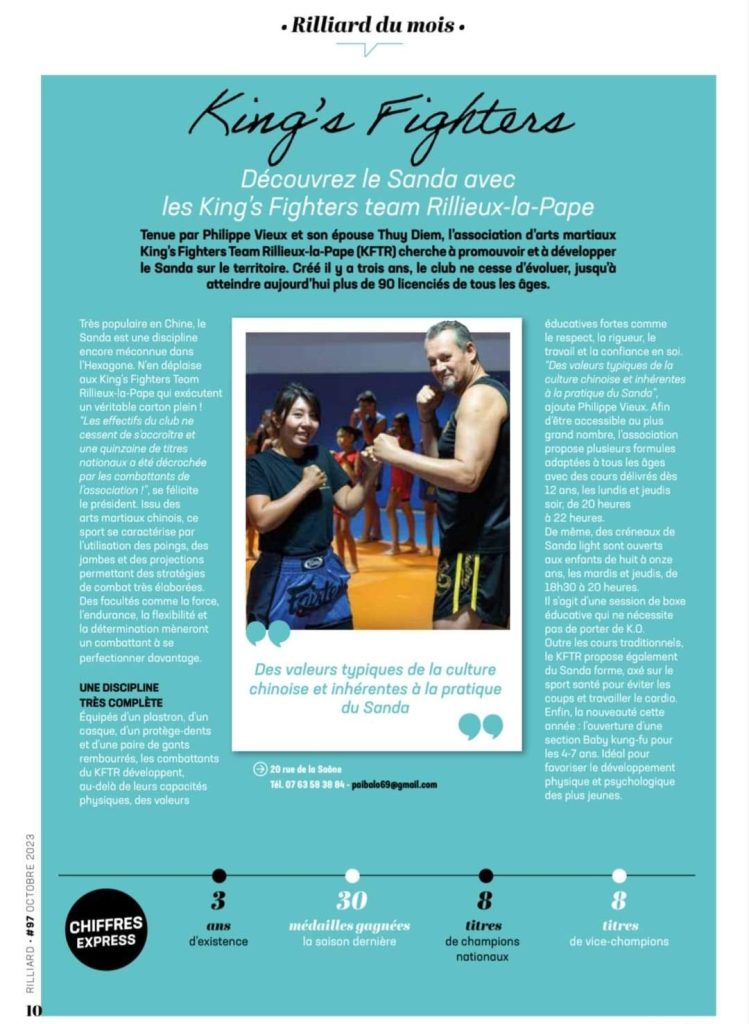 • Rilliard du mois •
King's Fighters
Découvrez le Sanda avec
les King's Fighters team Rillieux-la-Pape
Tenue par Philippe Vieux et son épouse Thuy Diem, l'association d'arts martiaux
King's Fighters Team Rillieux-la-Pape (KFTR) cherche à promouvoir et à développer
le Sanda sur le territoire. Créé il y a trois ans, le club ne cesse d'évoluer, jusqu'à
atteindre aujourd'hui plus de 90 licenciés de tous les âges.
Très populaire en Chine, le
Sanda est une discipline
encore méconnue dans
l'Hexagone. N'en déplaise
aux King's Fighters Team
Rillieux-la-Pape qui exécutent
un véritable carton plein !
"Les effectifs du club ne
cessent de s'accroître et
une quinzaine de titres
nationaux a été décrochée
par les combattants de
l'association !", se félicite
le président. Issu des
arts martiaux chinois, ce
sport se caractérise par
l'utilisation des poings, des
jambes et des projections
permettant des stratégies
de combat très élaborées.
Des facultés comme la force,
l'endurance, la flexibilité et
la détermination mèneront
un combattant à se
perfectionner davantage.
UNE DISCIPLINE
TRÈS COMPLÈTE
Équipés d'un plastron, d'un
casque, d'un protège-dents
et d'une paire de gants
rembourrés, les combattants
du KFTR développent,
au-delà de leurs capacités
physiques, des valeurs
Fairtex
Des valeurs typiques de la culture
chinoise et inhérentes à la pratique
du Sanda
20 rue de la Saône
Tél. 07 63 58 38 84 - paibalo69@gmail.com
éducatives fortes comme
le respect, la rigueur, le
travail et la confiance en soi.
"Des valeurs typiques de la
culture chinoise et inhérentes
à la pratique du Sanda",
ajoute Philippe Vieux. Afin
d'être accessible au plus
grand nombre, l'association
propose plusieurs formules
adaptées à tous les âges
avec des cours délivrés dès
12 ans, les lundis et jeudis
soir, de 20 heures
à 22 heures.
De même, des créneaux de
Sanda light sont ouverts
aux enfants de huit à onze
ans, les mardis et jeudis, de
18h30 à 20 heures.
Il s'agit d'une session de boxe
éducative qui ne nécessite
pas de porter de K.O.
Outre les cours traditionnels,
le KFTR propose également
du Sanda forme, axé sur le
sport santé pour éviter les
coups et travailler le cardio.
Enfin, la nouveauté cette
année : l'ouverture d'une
section Baby kung-fu pour
les 4-7 ans. Idéal pour
favoriser le développement
physique et psychologique
des plus jeunes.
CHIFFRES
EXPRESS
3
ans
d'existence
30
médailles gagnées
la saison dernière
8
titres
de champions
nationaux
8
titres
de vice-champions
RILLIARD • #97 OCTOBRE 2023
10